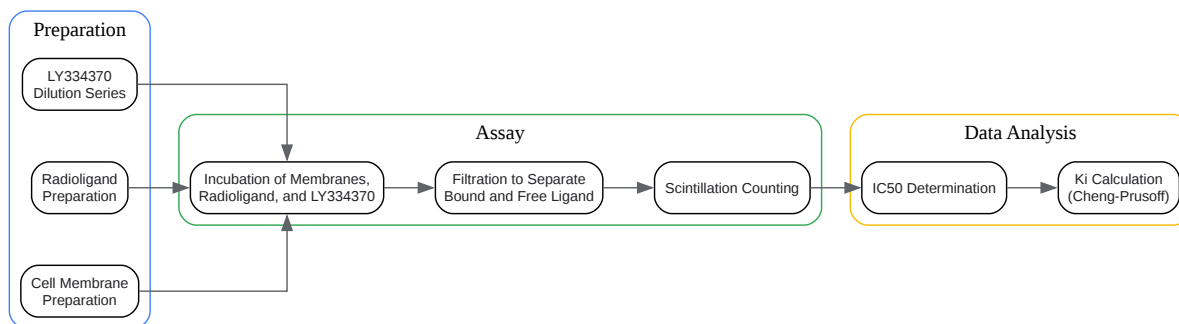 Preparation
LY334370
Dilution Series
Radioligand
Preparation
Cell Membrane
Preparation
Assay
Incubation of Membranes,
Radioligand, and LY334370
Filtration to Separate
Bound and Free Ligand
Scintillation Counting
Data Analysis
IC50 Determination
Ki Calculation
(Cheng-Prusoff)